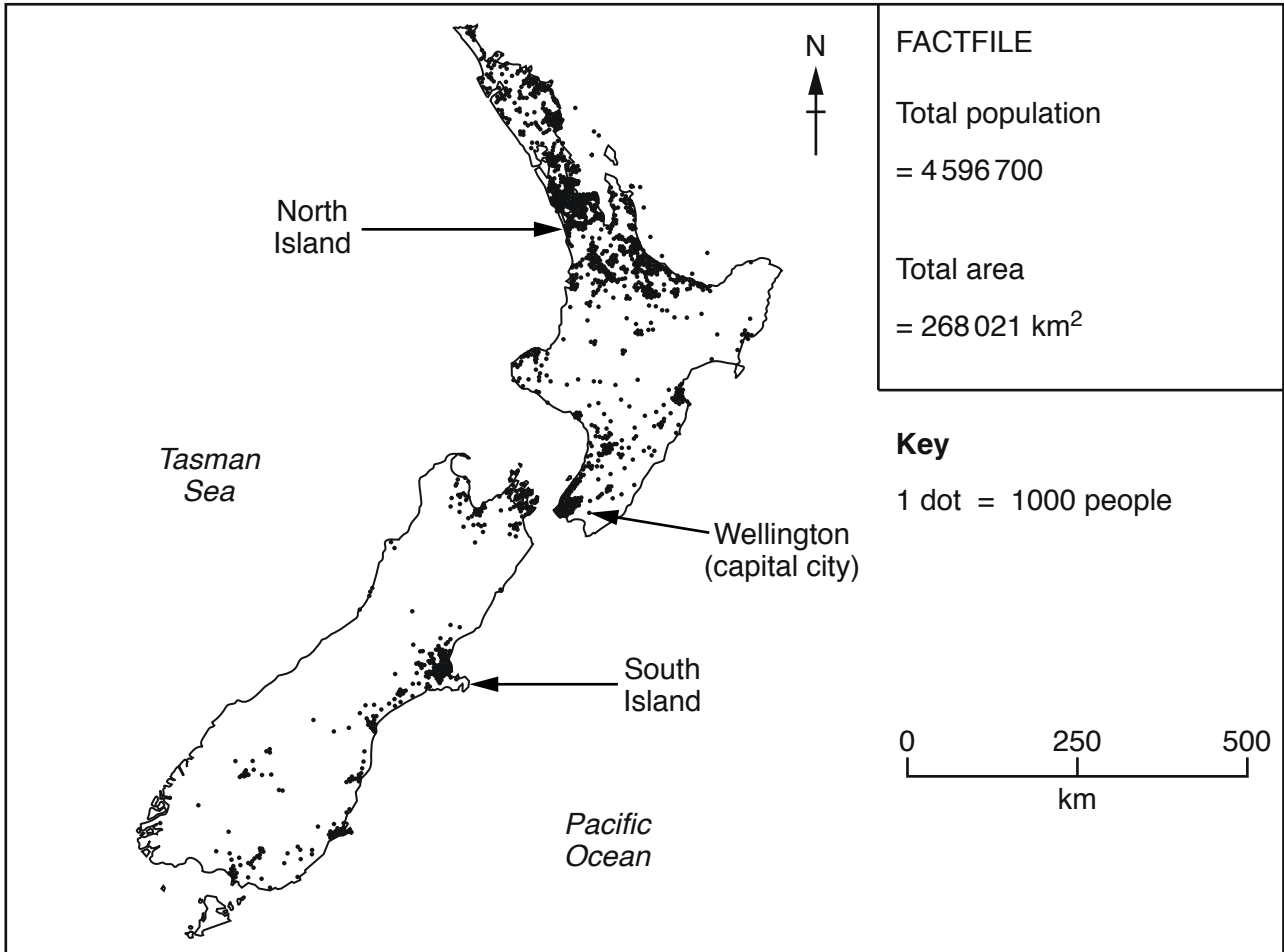 N
North
Island
Tasman
Sea
Wellington
(capital city)
South
Island
Pacific
Ocean
FACTFILE
Total population
= 4 596 700
Total area
= 268 021 km²
Key
1 dot = 1000 people
0 250 500
km